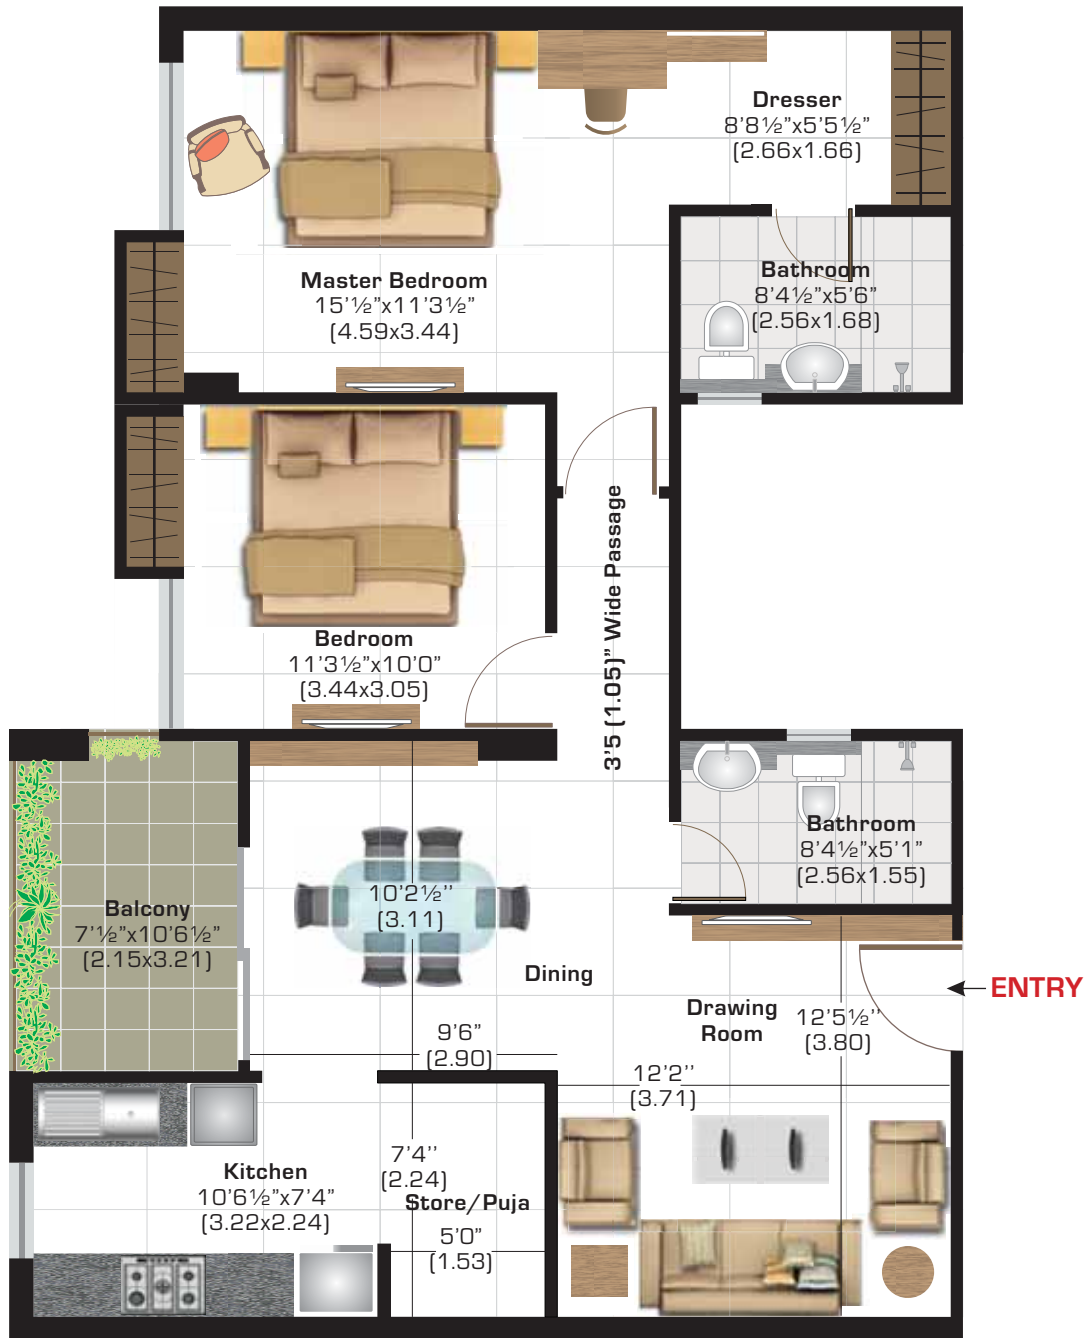 Dresser
8'8½"x5'5½"
(2.66x1.66)
Master Bedroom
15'½"x11'3½"
(4.59x3.44)
Bathroom
8'4½"x5'6"
(2.56x1.68)
3'5 (1.05)" Wide Passage
Bedroom
11'3½"x10'0"
(3.44x3.05)
Bathroom
8'4½"x5'1"
(2.56x1.55)
Balcony
7'½"x10'6½"
(2.15x3.21)
10'2½''
(3.11)
Dining
9'6"
(2.90)
ENTRY
Drawing
Room
12'5½''
(3.80)
12'2''
(3.71)
Kitchen
10'6½"x7'4"
(3.22x2.24)
7'4''
(2.24)
Store/Puja
5'0"
(1.53)